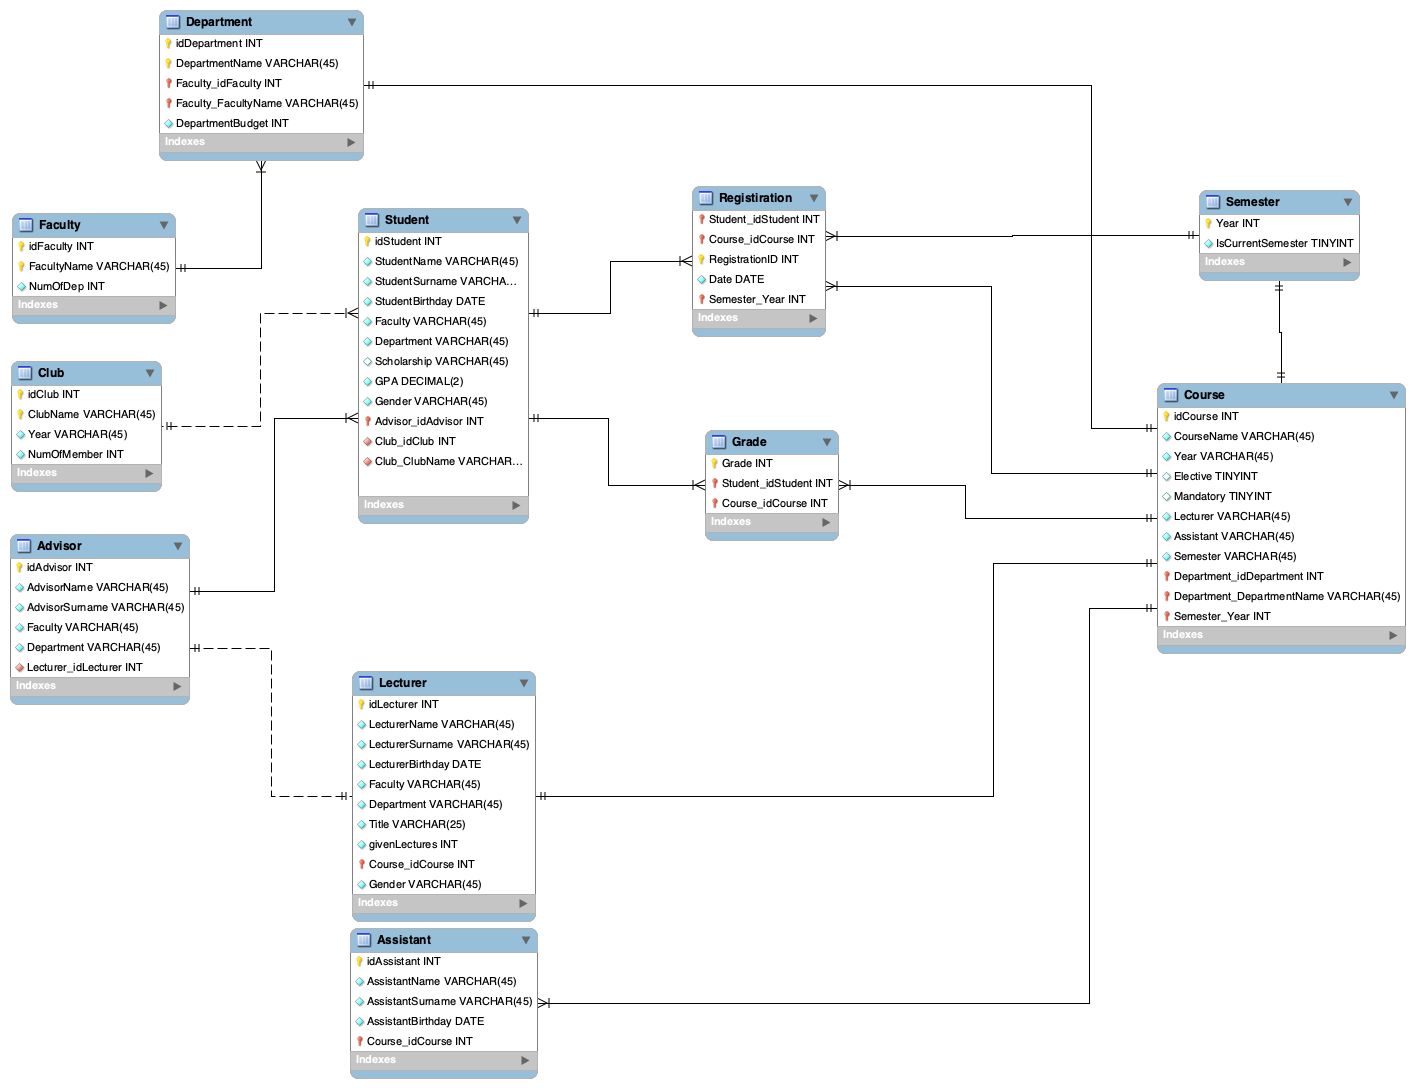 Department
idDepartment INT
DepartmentName VARCHAR(45)
Faculty_idFaculty INT
Faculty_FacultyName VARCHAR(45)
DepartmentBudget INT
Indexes
Faculty
idFaculty INT
FacultyName VARCHAR(45)
NumOfDep INT
Indexes
Club
idClub INT
ClubName VARCHAR(45)
Year VARCHAR(45)
NumOfMember INT
Indexes
Advisor
idAdvisor INT
AdvisorName VARCHAR(45)
AdvisorSurname VARCHAR(45)
Faculty VARCHAR(45)
Department VARCHAR(45)
Lecturer_idLecturer INT
Indexes
Student
idStudent INT
StudentName VARCHAR(45)
StudentSurname VARCHA...
StudentBirthday DATE
Faculty VARCHAR(45)
Department VARCHAR(45)
Scholarship VARCHAR(45)
GPA DECIMAL(2)
Gender VARCHAR(45)
Advisor_idAdvisor INT
Club_idClub INT
Club_ClubName VARCHAR...
Indexes
Lecturer
idLecturer INT
LecturerName VARCHAR(45)
LecturerSurname VARCHAR(45)
LecturerBirthday DATE
Faculty VARCHAR(45)
Department VARCHAR(45)
Title VARCHAR(25)
givenLectures INT
Course_idCourse INT
Gender VARCHAR(45)
Indexes
Assistant
idAssistant INT
AssistantName VARCHAR(45)
AssistantSurname VARCHAR(45)
AssistantBirthday DATE
Course_idCourse INT
Indexes
Registiration
Student_idStudent INT
Course_idCourse INT
RegistrationID INT
Date DATE
Semester_Year INT
Indexes
Grade
Grade INT
Student_idStudent INT
Course_idCourse INT
Indexes
Semester
Year INT
IsCurrentSemester TINYINT
Indexes
Course
idCourse INT
CourseName VARCHAR(45)
Year VARCHAR(45)
Elective TINYINT
Mandatory TINYINT
Lecturer VARCHAR(45)
Assistant VARCHAR(45)
Semester VARCHAR(45)
Department_idDepartment INT
Department_DepartmentName VARCHAR(45)
Semester_Year INT
Indexes